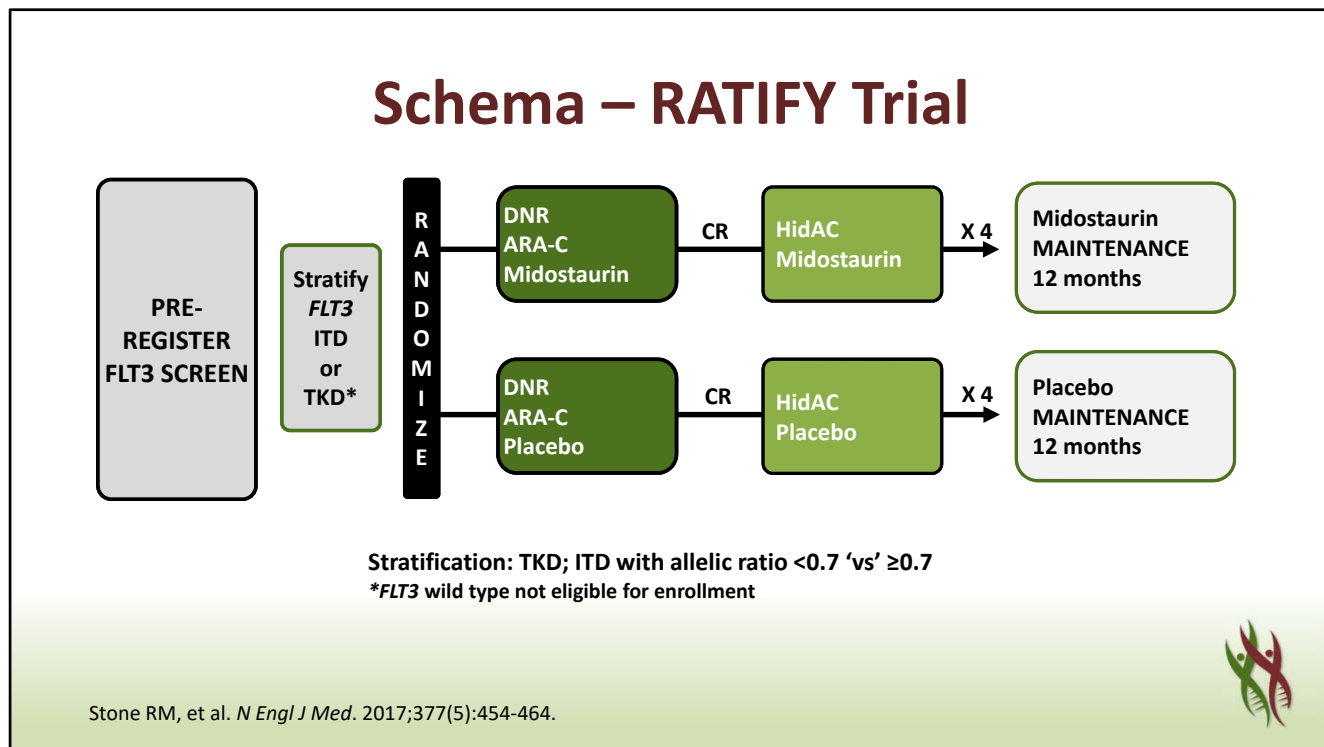 Schema – RATIFY Trial
PRE-
REGISTER
FLT3 SCREEN
Stratify
FLT3
ITD
or
TKD*
R
A
N
D
O
M
I
Z
E
DNR
ARA-C
Midostaurin
CR
HidAC
Midostaurin
X 4
Midostaurin
MAINTENANCE
12 months
DNR
ARA-C
Placebo
CR
HidAC
Placebo
X 4
Placebo
MAINTENANCE
12 months
Stratification: TKD; ITD with allelic ratio <0.7 ‘vs’ ≥0.7
*FLT3 wild type not eligible for enrollment
Stone RM, et al. N Engl J Med. 2017;377(5):454-464.